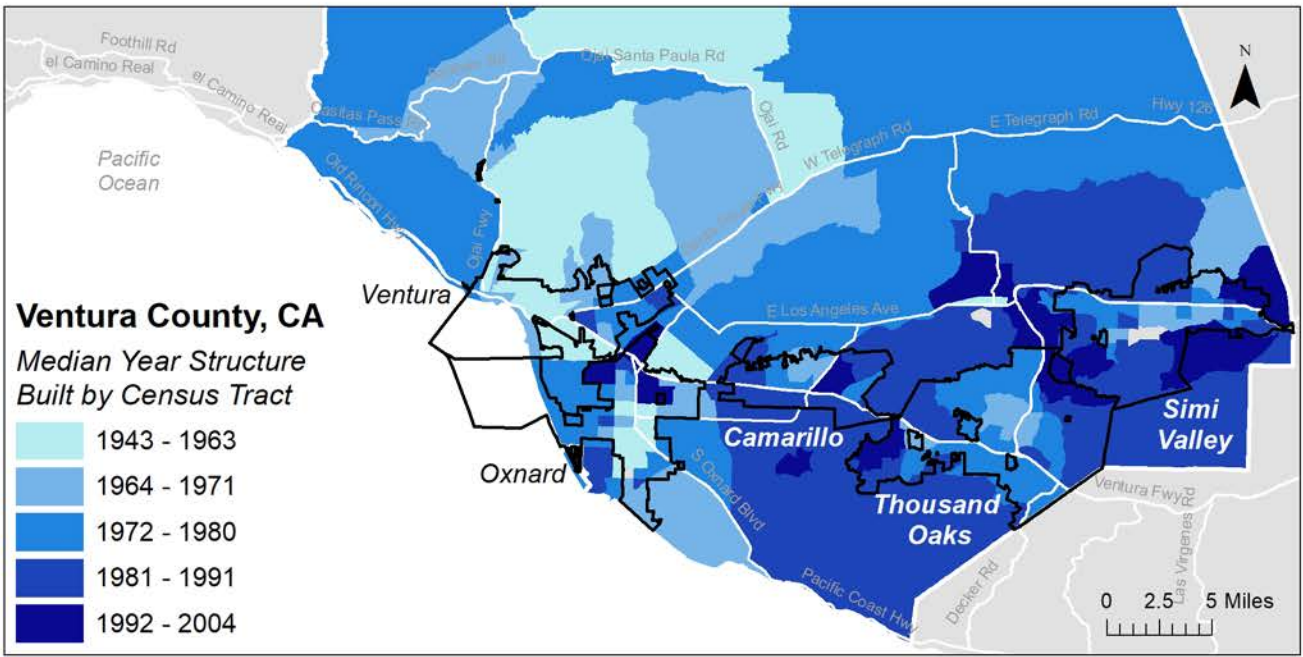 Foothill Rd
el Camino Real
el Camino Real
Casitas Pass Rd
Ojai Santa Paula Rd
Ojai Rd
W Telegraph Rd
E Telegraph Rd
Hwy 126
N
Pacific
Ocean
Old Rincon Hwy
Ojai Fwy
Ventura
E Los Angeles Ave
Ventura County, CA
Median Year Structure
Built by Census Tract
1943 - 1963
1964 - 1971
1972 - 1980
1981 - 1991
1992 - 2004
Oxnard
Camarillo
S Oxnard Blvd
Thousand
Oaks
Simi
Valley
Ventura Fwy
Las Virgenes Rd
Decker Rd
Pacific Coast Hwy
0 2.5 5 Miles